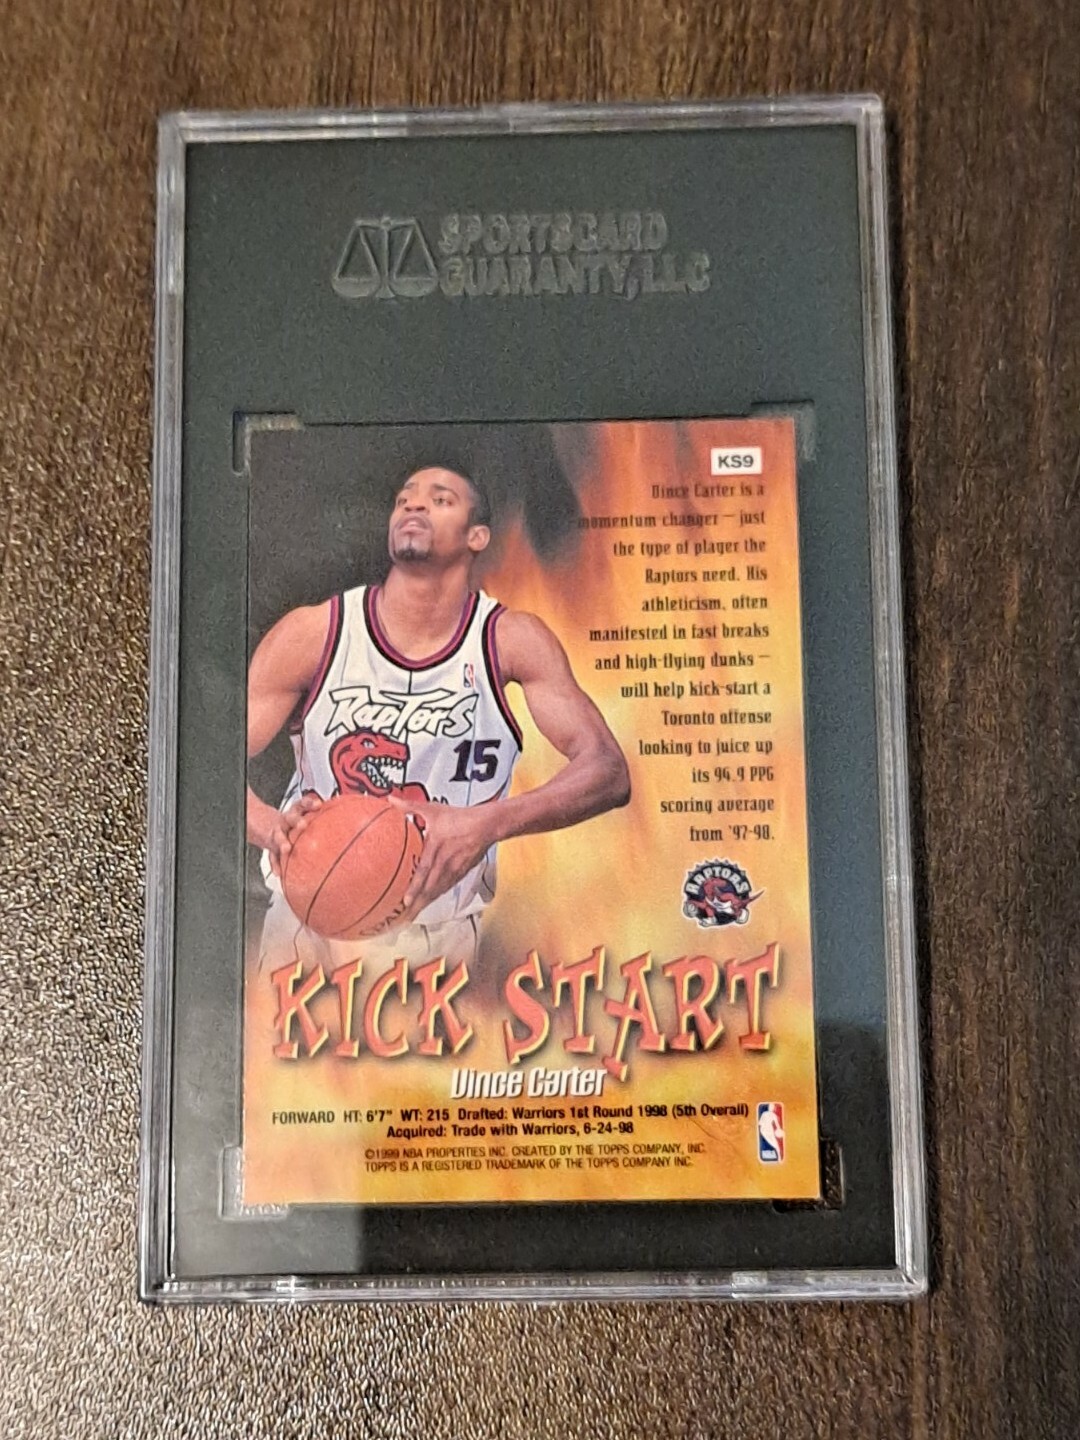 SPORTSCARD
GUARANTY, LLC
KS9
Vince Carter is a
momentum changer — just
the type of player the
Raptors need. His
athleticism, often
manifested in fast breaks
and high-flying dunks —
will help kick-start a
Toronto offense
looking to juice up
its 94.9 PPG
scoring average
from '97-98.
RAPTORS
15
RAPTORS
SPALDING
KICK START
Vince Carter
FORWARD HT: 6'7" WT: 215 Drafted: Warriors 1st Round 1998 (5th Overall)
Acquired: Trade with Warriors, 6-24-98
©1999 NBA PROPERTIES INC. CREATED BY THE TOPPS COMPANY, INC.
TOPPS IS A REGISTERED TRADEMARK OF THE TOPPS COMPANY INC.
NBA